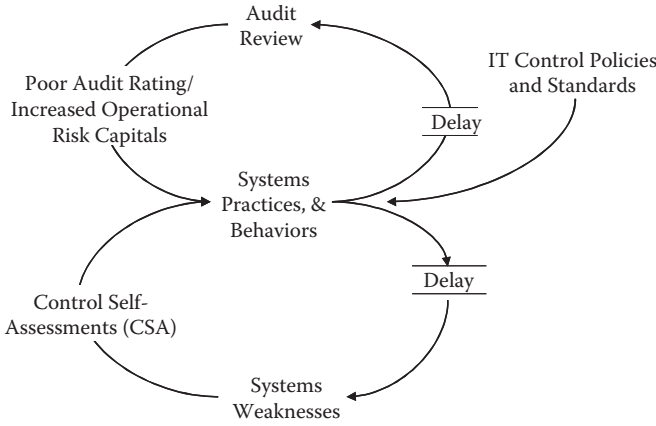 Audit
Review
IT Control Policies
and Standards
Poor Audit Rating/
Increased Operational
Risk Capitals
Delay
Systems
Practices, &
Behaviors
Delay
Control Self-
Assessments (CSA)
Systems
Weaknesses